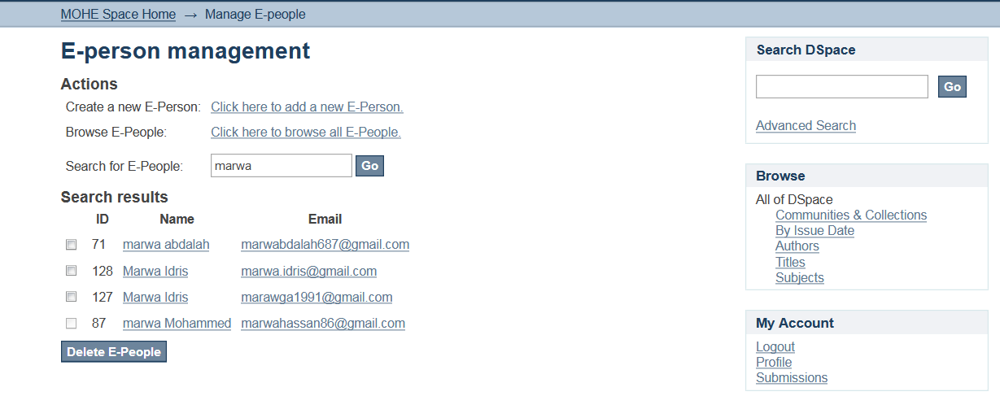 MOHE Space Home → Manage E-people
E-person management
Actions
Create a new E-Person: Click here to add a new E-Person.
Browse E-People: Click here to browse all E-People.
Search for E-People: marwa Go
Search results
ID Name Email
71 marwa abdalah marwabdalah687@gmail.com
128 Marwa Idris marwa.idris@gmail.com
127 Marwa Idris marawga1991@gmail.com
87 marwa Mohammed marwahassan86@gmail.com
Delete E-People
Search DSpace
Go
Advanced Search
Browse
All of DSpace
Communities & Collections
By Issue Date
Authors
Titles
Subjects
My Account
Logout
Profile
Submissions